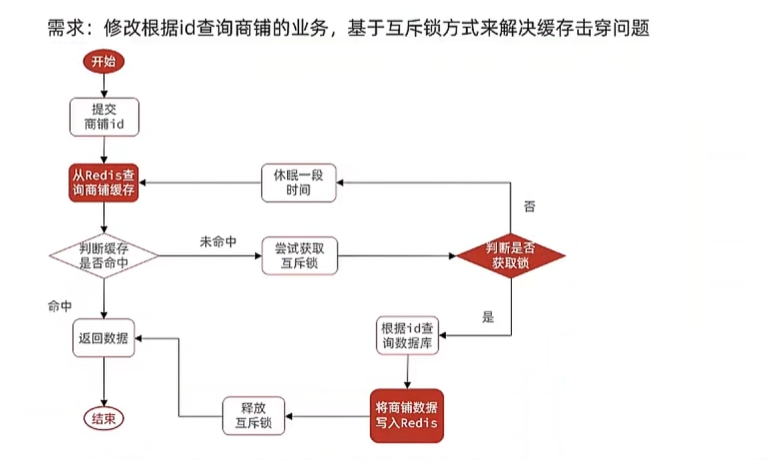 需求：修改根据id查询商铺的业务，基于互斥锁方式来解决缓存击穿问题
开始
提交
商铺id
从Redis查
询商铺缓存
休眠一段
时间
否
判断缓存
是否命中
未命中
尝试获取
互斥锁
判断是否
获取锁
命中
是
返回数据
根据id查
询数据库
结束
释放
互斥锁
将商铺数据
写入Redis